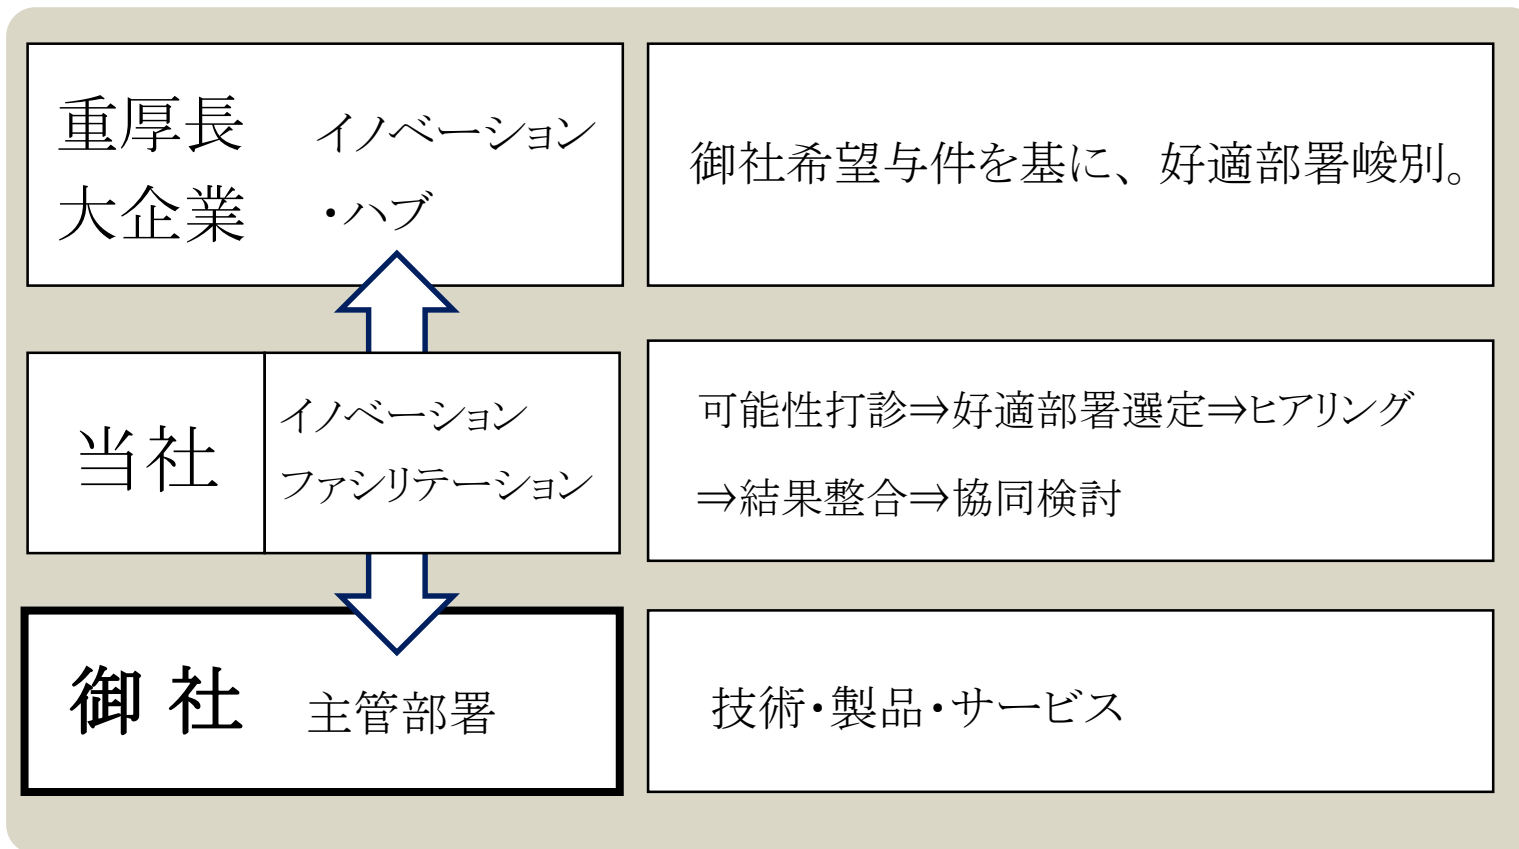 重厚長 イノベーション
大企業 ・ハブ
御社希望与件を基に、好適部署峻別。
当社
イノベーション
ファシリテーション
可能性打診⇒好適部署選定⇒ヒアリング
⇒結果整合⇒協同検討
御社 主管部署
技術・製品・サービス